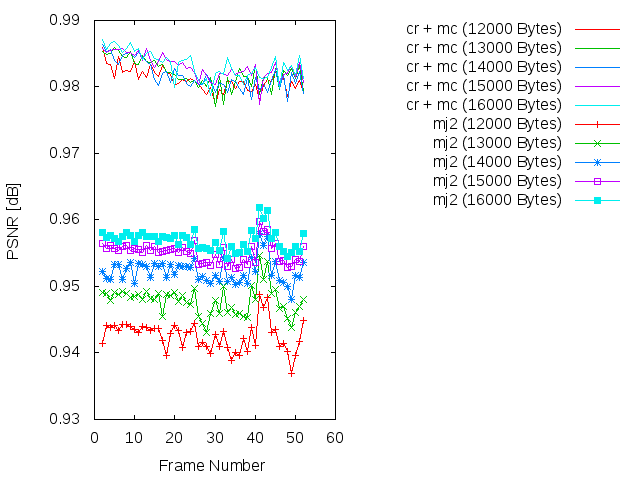 0.99
0.98
0.97
0.96
0.95
0.94
0.93
PSNR [dB]
0 10 20 30 40 50 60
Frame Number
cr + mc (12000 Bytes)
cr + mc (13000 Bytes)
cr + mc (14000 Bytes)
cr + mc (15000 Bytes)
cr + mc (16000 Bytes)
mj2 (12000 Bytes)
mj2 (13000 Bytes)
mj2 (14000 Bytes)
mj2 (15000 Bytes)
mj2 (16000 Bytes)